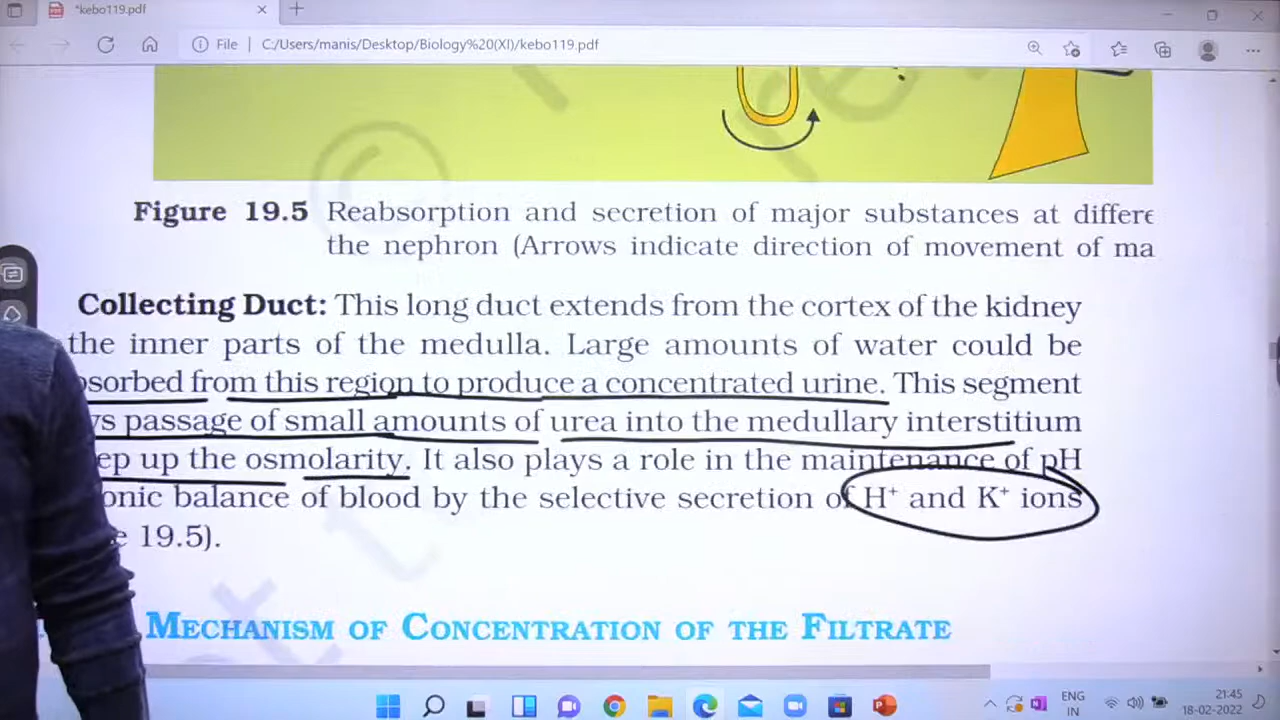 *kebo119.pdf
File | C:/Users/manis/Desktop/Biology%20(XI)/kebo119.pdf
Figure 19.5 Reabsorption and secretion of major substances at differe
the nephron (Arrows indicate direction of movement of ma
Collecting Duct: This long duct extends from the cortex of the kidney
the inner parts of the medulla. Large amounts of water could be
sorbed from this region to produce a concentrated urine. This segment
ys passage of small amounts of urea into the medullary interstitium
ep up the osmolarity. It also plays a role in the maintenance of pH
onic balance of blood by the selective secretion of H⁺ and K⁺ ions
e 19.5).
MECHANISM OF CONCENTRATION OF THE FILTRATE
ENG
IN
21:45
18-02-2022